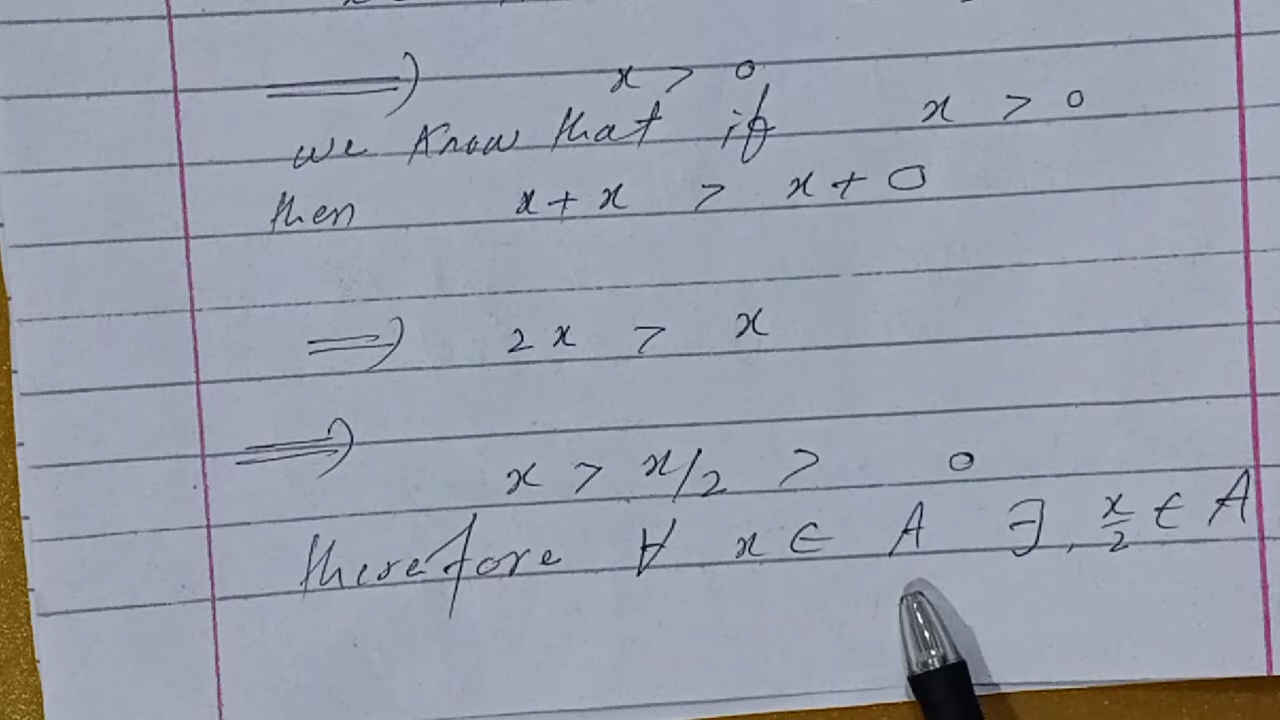 ⟹ x > 0
we know that if x > 0
then x + x > x + 0
⟹ 2x > x
⟹ x > x/2 > 0
therefore ∀ x ∈ A ∃, x/2 ∈ A